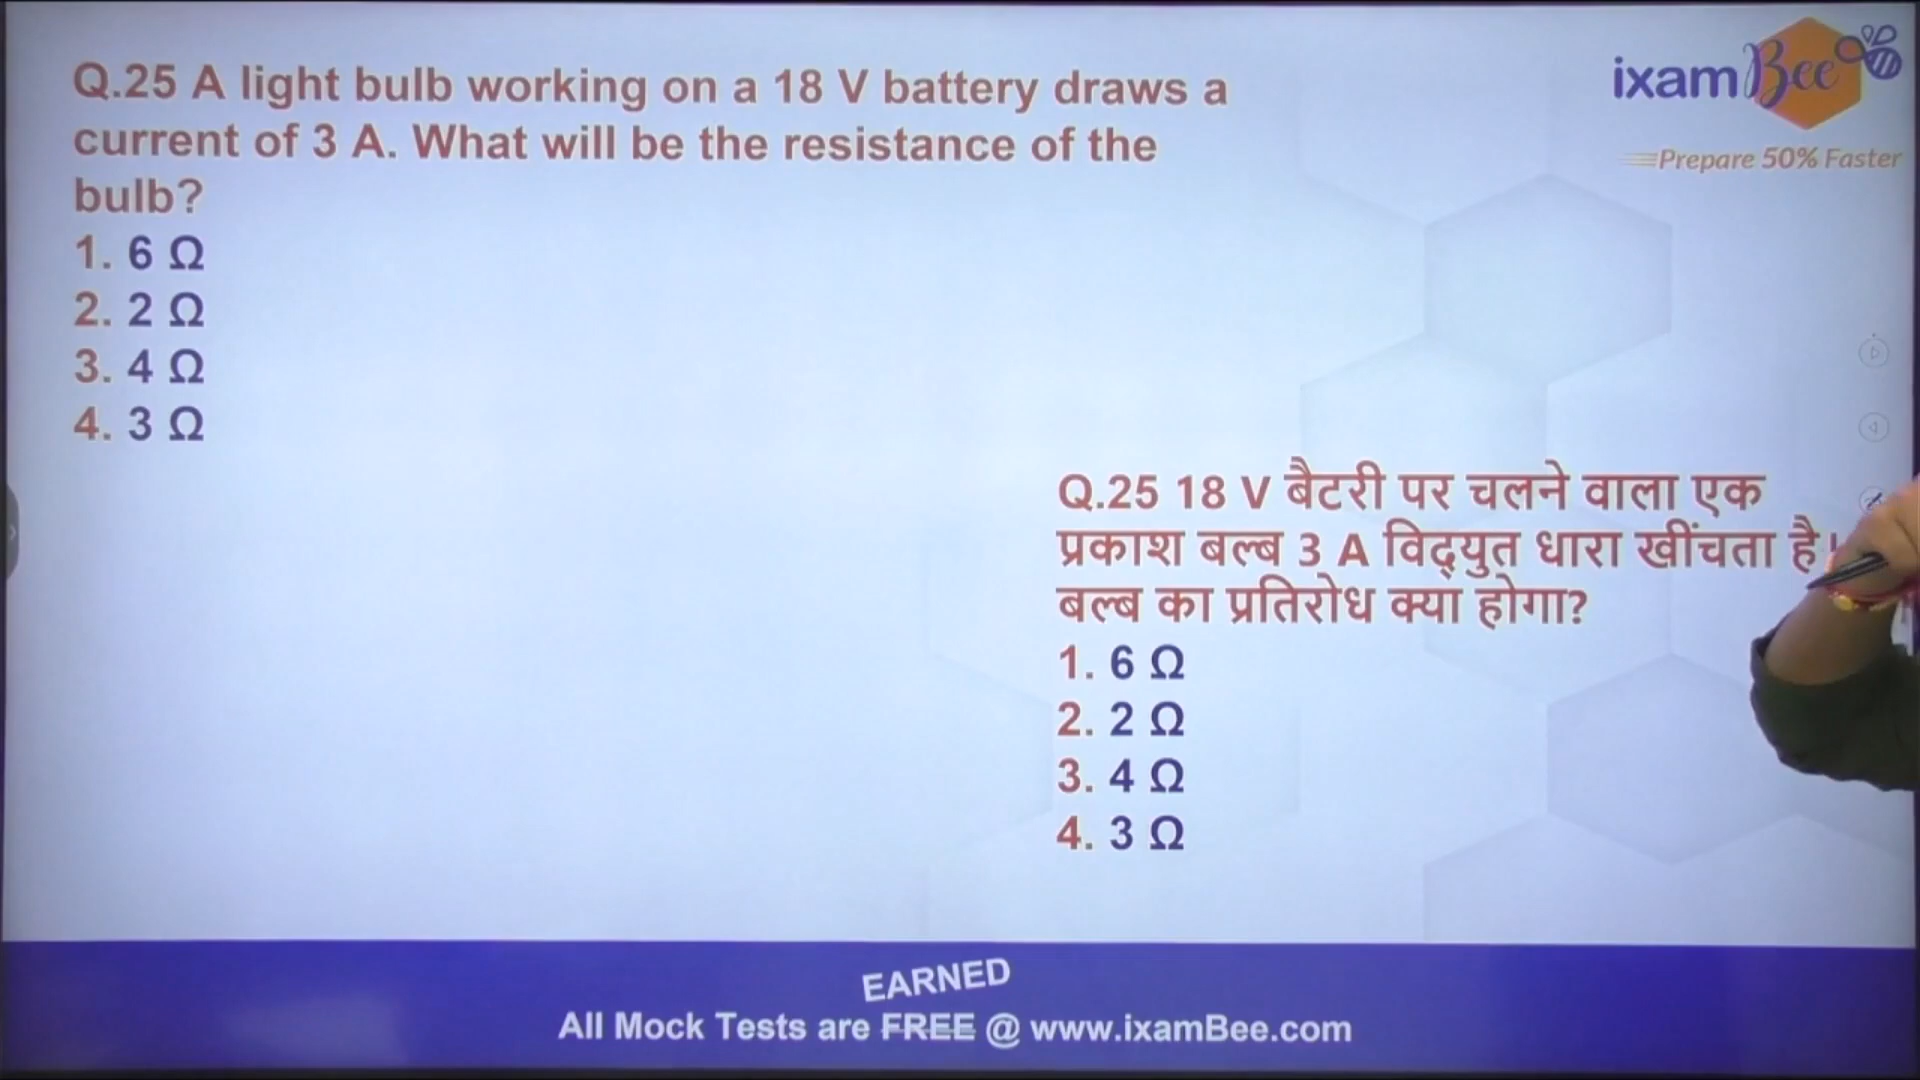 Q.25 A light bulb working on a 18 V battery draws a
current of 3 A. What will be the resistance of the
bulb?
1. 6 Ω
2. 2 Ω
3. 4 Ω
4. 3 Ω
ixamBee
Prepare 50% Faster
Q.25 18 V बैटरी पर चलने वाला एक
प्रकाश बल्ब 3 A विद्युत धारा खींचता है।
बल्ब का प्रतिरोध क्या होगा?
1. 6 Ω
2. 2 Ω
3. 4 Ω
4. 3 Ω
EARNED
All Mock Tests are FREE @ www.ixamBee.com